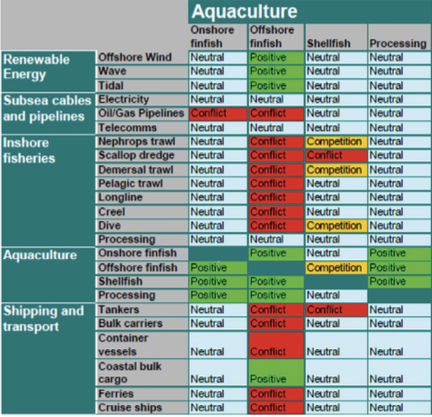 Aquaculture
Onshore finfish Offshore finfish Shellfish Processing
Renewable Energy Offshore Wind Neutral Positive Neutral Neutral
Wave Neutral Positive Neutral Neutral
Tidal Neutral Positive Neutral Neutral
Subsea cables and pipelines Electricity Neutral Neutral Neutral Neutral
Oil/Gas Pipelines Conflict Conflict Neutral Neutral
Telecomms Neutral Neutral Neutral Neutral
Inshore fisheries Nephrops trawl Neutral Conflict Competition Neutral
Scallop dredge Neutral Conflict Conflict Neutral
Demersal trawl Neutral Conflict Competition Neutral
Pelagic trawl Neutral Conflict Neutral Neutral
Longline Neutral Conflict Neutral Neutral
Creel Neutral Conflict Neutral Neutral
Dive Neutral Conflict Competition Neutral
Processing Neutral Neutral Neutral Neutral
Aquaculture Onshore finfish Positive Neutral Positive
Offshore finfish Positive Competition Positive
Shellfish Positive Positive Positive
Processing Positive Positive Neutral
Shipping and transport Tankers Neutral Conflict Conflict Neutral
Bulk carriers Neutral Conflict Neutral Neutral
Container vessels Neutral Conflict Neutral Neutral
Coastal bulk cargo Neutral Positive Neutral Neutral
Ferries Neutral Conflict Neutral Neutral
Cruise ships Neutral Conflict Neutral Neutral